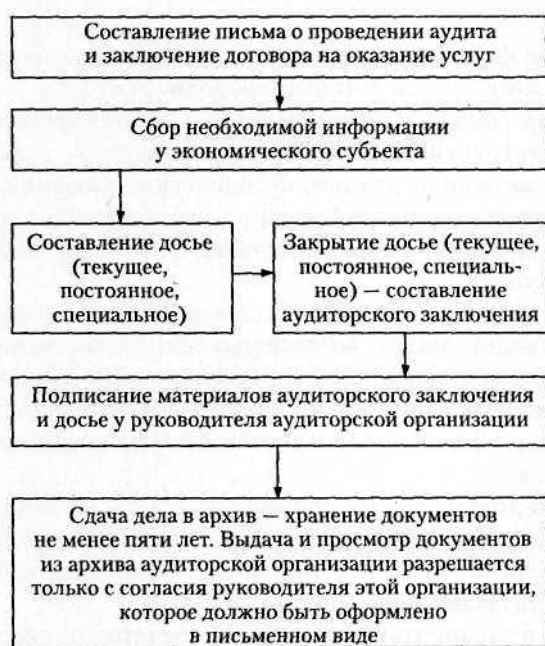 Составление письма о проведении аудита
и заключение договора на оказание услуг
Сбор необходимой информации
у экономического субъекта
Составление досье
(текущее,
постоянное,
специальное)
Закрытие досье (текущее,
постоянное, специаль-
ное) — составление
аудиторского заключения
Подписание материалов аудиторского заключения
и досье у руководителя аудиторской организации
Сдача дела в архив — хранение документов
не менее пяти лет. Выдача и просмотр документов
из архива аудиторской организации разрешается
только с согласия руководителя этой организации,
которое должно быть оформлено
в письменном виде